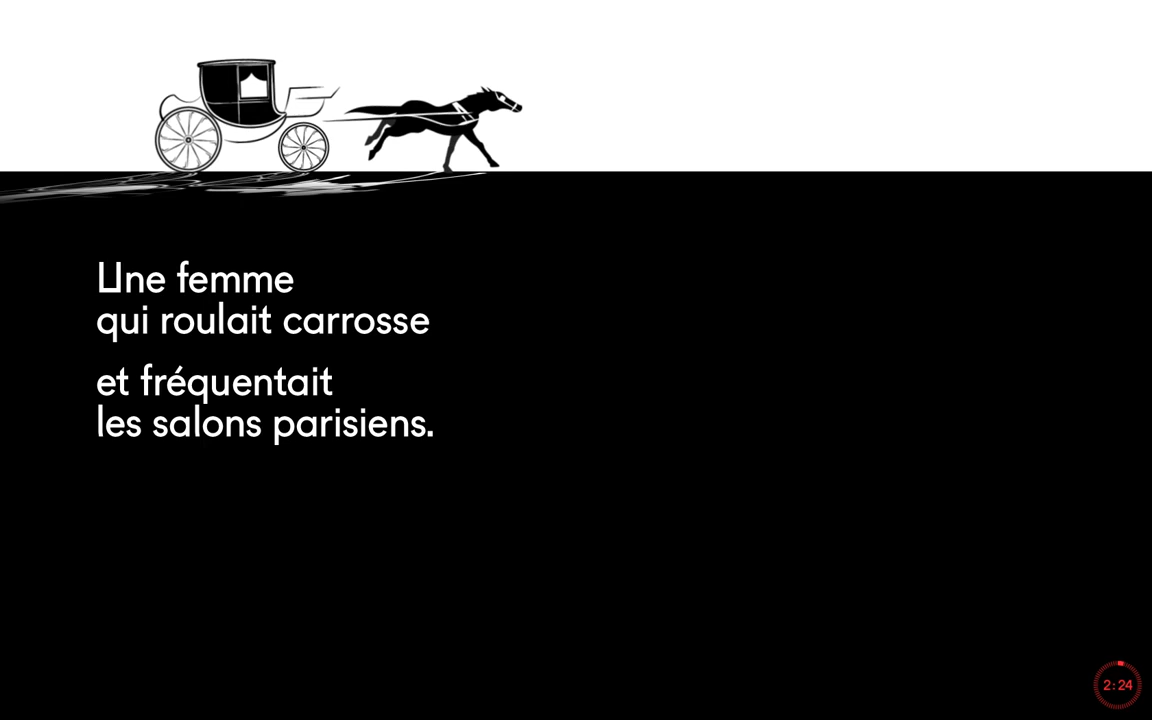 Une femme
qui roulait carrosse
et fréquentait
les salons parisiens.
2:24